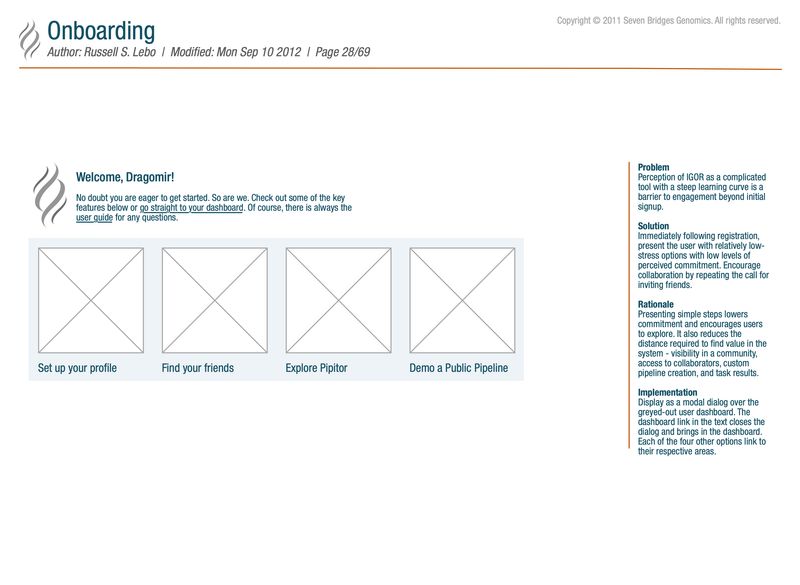 Onboarding
Author: Russell S. Lebo | Modified: Mon Sep 10 2012 | Page 28/69
Copyright © 2011 Seven Bridges Genomics. All rights reserved.
Welcome, Dragomir!
No doubt you are eager to get started. So are we. Check out some of the key
features below or go straight to your dashboard. Of course, there is always the
user guide for any questions.
Set up your profile
Find your friends
Explore Pipitor
Demo a Public Pipeline
Problem
Perception of IGOR as a complicated
tool with a steep learning curve is a
barrier to engagement beyond initial
signup.
Solution
Immediately following registration,
present the user with relatively low-
stress options with low levels of
perceived commitment. Encourage
collaboration by repeating the call for
inviting friends.
Rationale
Presenting simple steps lowers
commitment and encourages users
to explore. It also reduces the
distance required to find value in the
system - visibility in a community,
access to collaborators, custom
pipeline creation, and task results.
Implementation
Display as a modal dialog over the
greyed-out user dashboard. The
dashboard link in the text closes the
dialog and brings in the dashboard.
Each of the four other options link to
their respective areas.